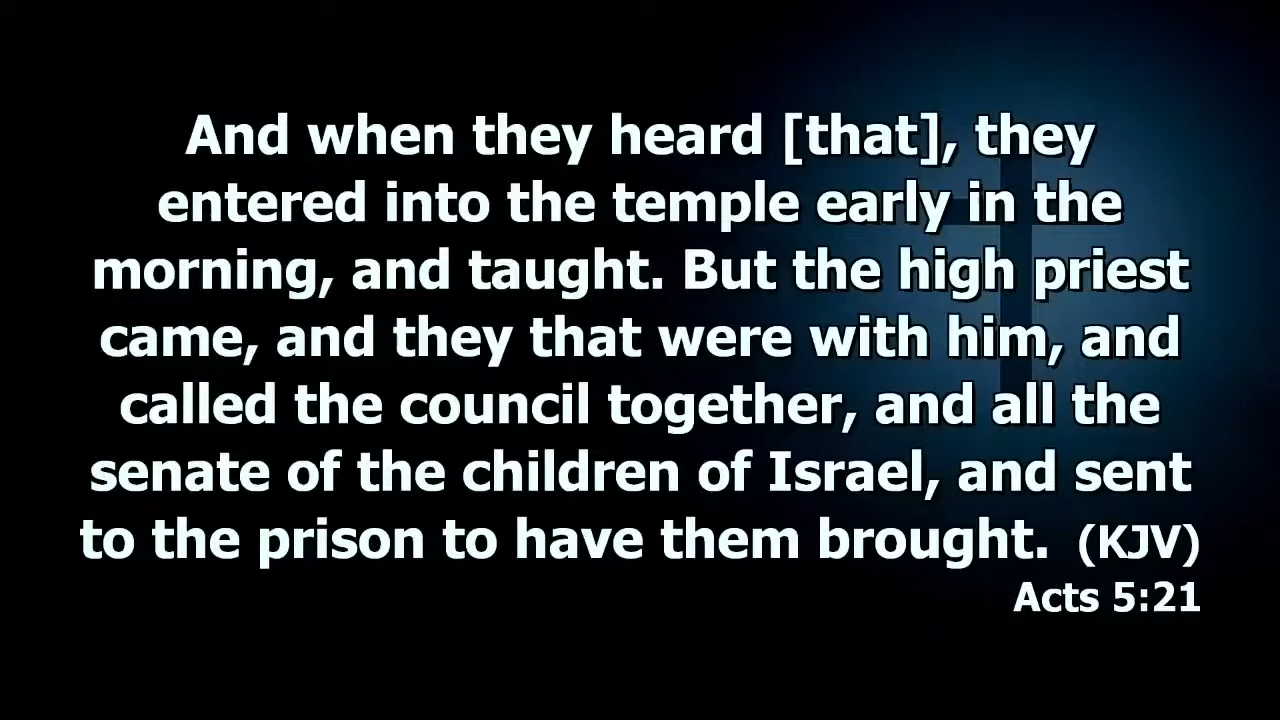 And when they heard [that], they
entered into the temple early in the
morning, and taught. But the high priest
came, and they that were with him, and
called the council together, and all the
senate of the children of Israel, and sent
to the prison to have them brought. (KJV)
Acts 5:21